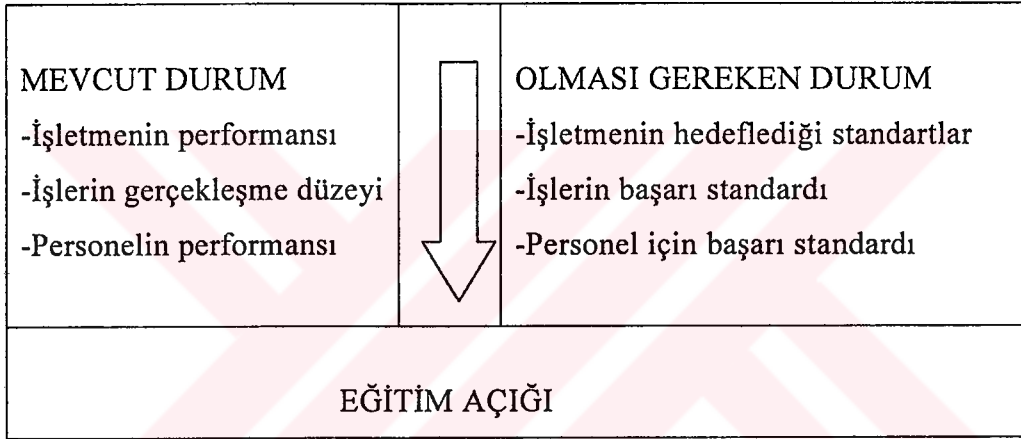 MEVCUT DURUM
-İşletmenin performansı
-İşlerin gerçekleşme düzeyi
-Personelin performansı
OLMASI GEREKEN DURUM
-İşletmenin hedeflediği standartlar
-İşlerin başarı standardı
-Personel için başarı standardı
EĞİTİM AÇIĞI